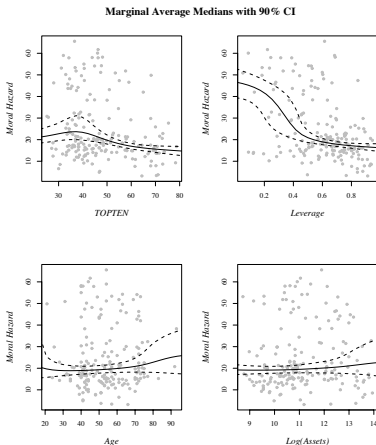 Marginal Average Medians with 90% CI
Moral Hazard
10 20 30 40 50 60
30 40 50 60 70 80
TOPTEN
Moral Hazard
10 20 30 40 50 60
0.2 0.4 0.6 0.8
Leverage
Moral Hazard
10 20 30 40 50 60
20 30 40 50 60 70 80 90
Age
Moral Hazard
10 20 30 40 50 60
9 10 11 12 13 14
Log(Assets)